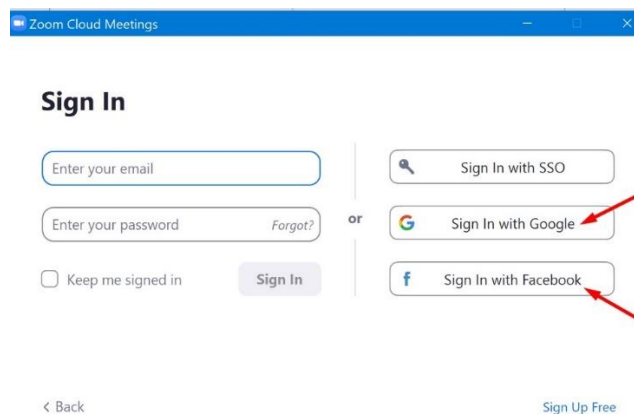 Zoom Cloud Meetings
Sign In
Enter your email
Enter your password Forgot?
Keep me signed in
Sign In
or
Sign In with SSO
Sign In with Google
Sign In with Facebook
< Back
Sign Up Free